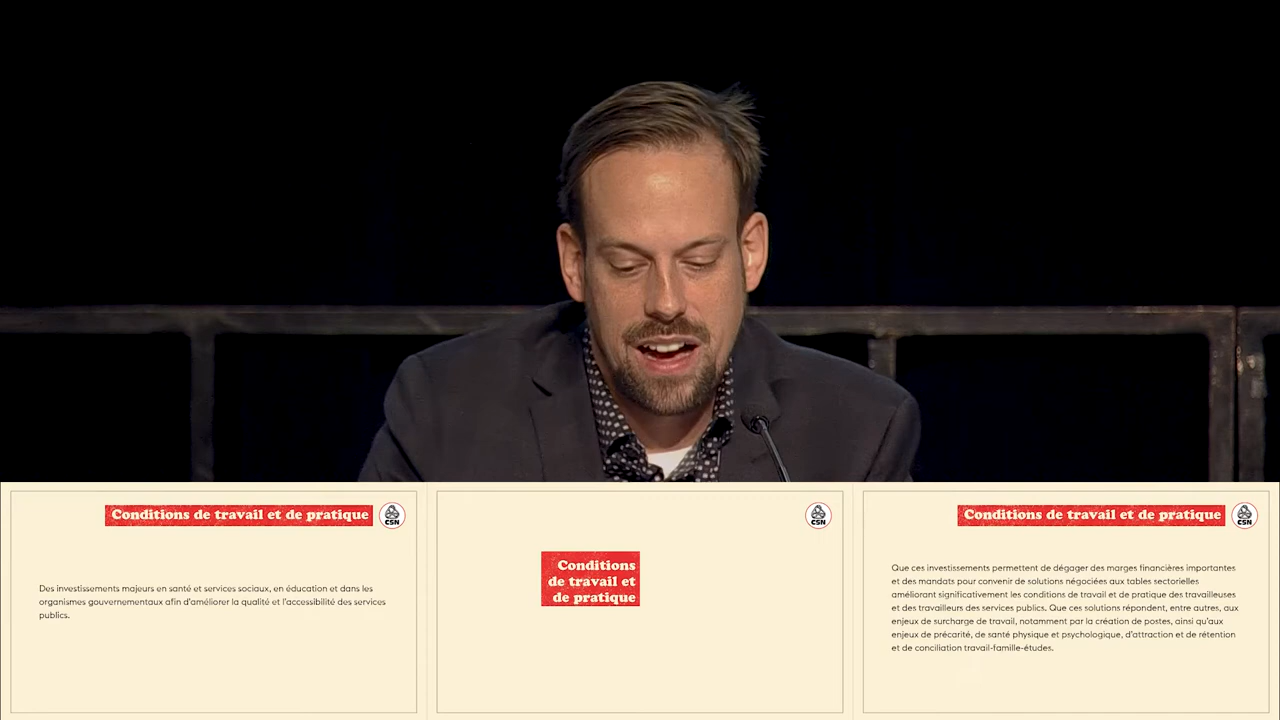 Conditions de travail et de pratique
CSN
Des investissements majeurs en santé et services sociaux, en éducation et dans les
organismes gouvernementaux afin d'améliorer la qualité et l'accessibilité des services
publics.
CSN
Conditions
de travail et
de pratique
Conditions de travail et de pratique
CSN
Que ces investissements permettent de dégager des marges financières importantes
et des mandats pour convenir de solutions négociées aux tables sectorielles
améliorant significativement les conditions de travail et de pratique des travailleuses
et des travailleurs des services publics. Que ces solutions répondent, entre autres, aux
enjeux de surcharge de travail, notamment par la création de postes, ainsi qu'aux
enjeux de précarité, de santé physique et psychologique, d'attraction et de rétention
et de conciliation travail-famille-études.